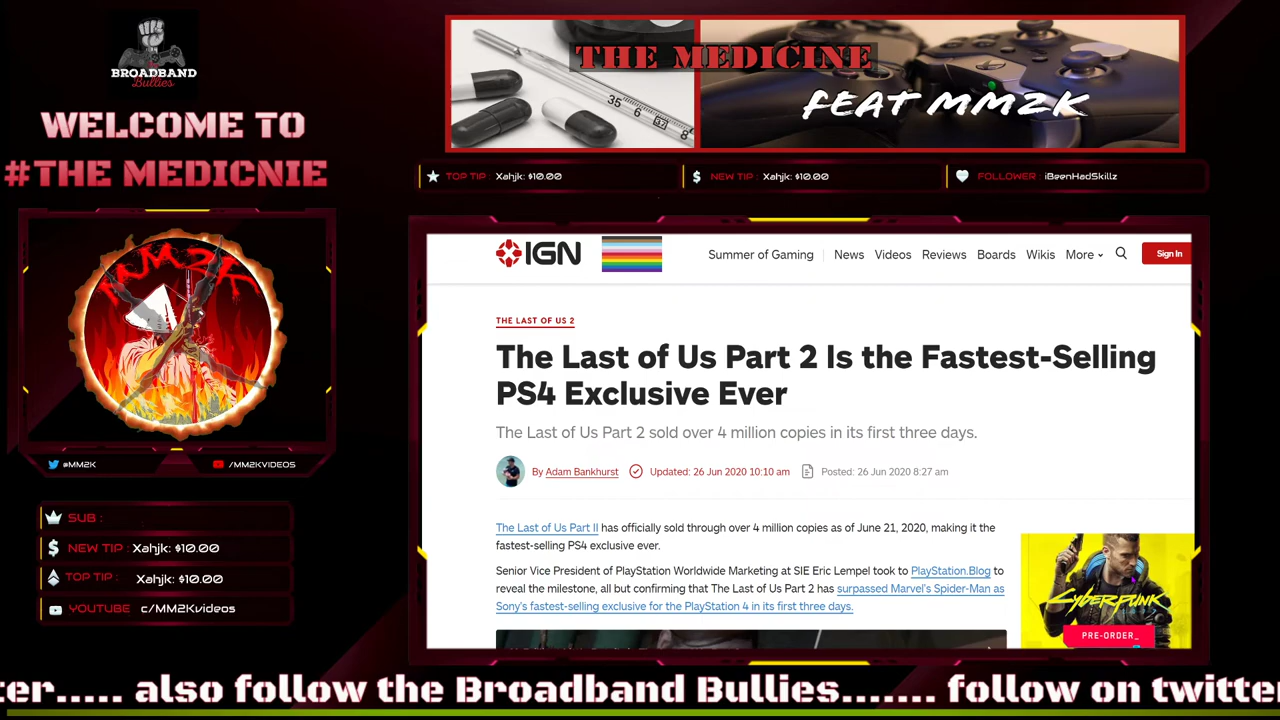 BROADBAND
Bullies
WELCOME TO
#THE MEDICNIE
MM2K
@MM2K
/MM2KVIDEOS
SUB :
NEW TIP : Xahjk: $10.00
TOP TIP : Xahjk: $10.00
YOUTUBE c/MM2Kvideos
THE MEDICINE
FEAT MM2K
35 6 37 8
TOP TIP : Xahjk: $10.00
NEW TIP : Xahjk: $10.00
FOLLOWER : iBeenHadSkillz
IGN
Summer of Gaming News Videos Reviews Boards Wikis More Sign In
THE LAST OF US 2
The Last of Us Part 2 Is the Fastest-Selling
PS4 Exclusive Ever
The Last of Us Part 2 sold over 4 million copies in its first three days.
By Adam Bankhurst Updated: 26 Jun 2020 10:10 am Posted: 26 Jun 2020 8:27 am
The Last of Us Part II has officially sold through over 4 million copies as of June 21, 2020, making it the
fastest-selling PS4 exclusive ever.
Senior Vice President of PlayStation Worldwide Marketing at SIE Eric Lempel took to PlayStation.Blog to
reveal the milestone, all but confirming that The Last of Us Part 2 has surpassed Marvel's Spider-Man as
Sony's fastest-selling exclusive for the PlayStation 4 in its first three days.
Cyberpunk
PRE-ORDER_
ter..... also follow the Broadband Bullies....... follow on twitte